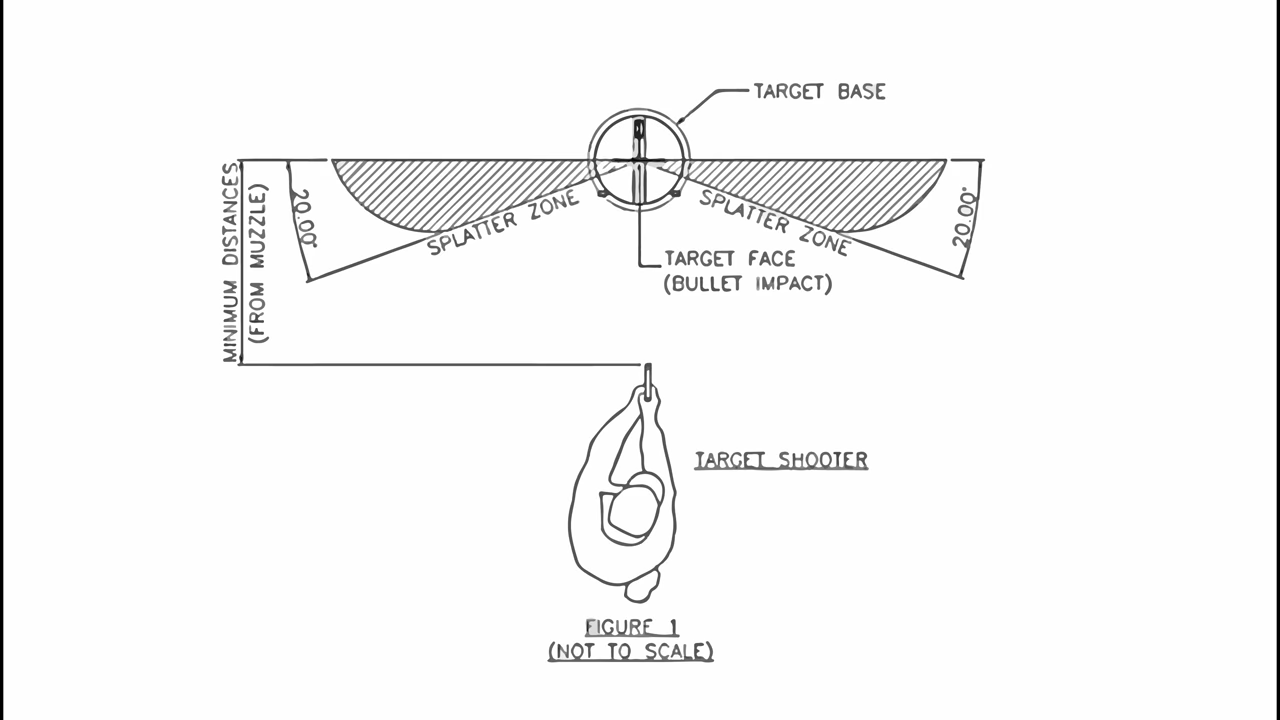 TARGET BASE
MINIMUM DISTANCES
(FROM MUZZLE)
20.00°
SPLATTER ZONE
SPLATTER ZONE
20.00°
TARGET FACE
(BULLET IMPACT)
TARGET SHOOTER
FIGURE 1
(NOT TO SCALE)